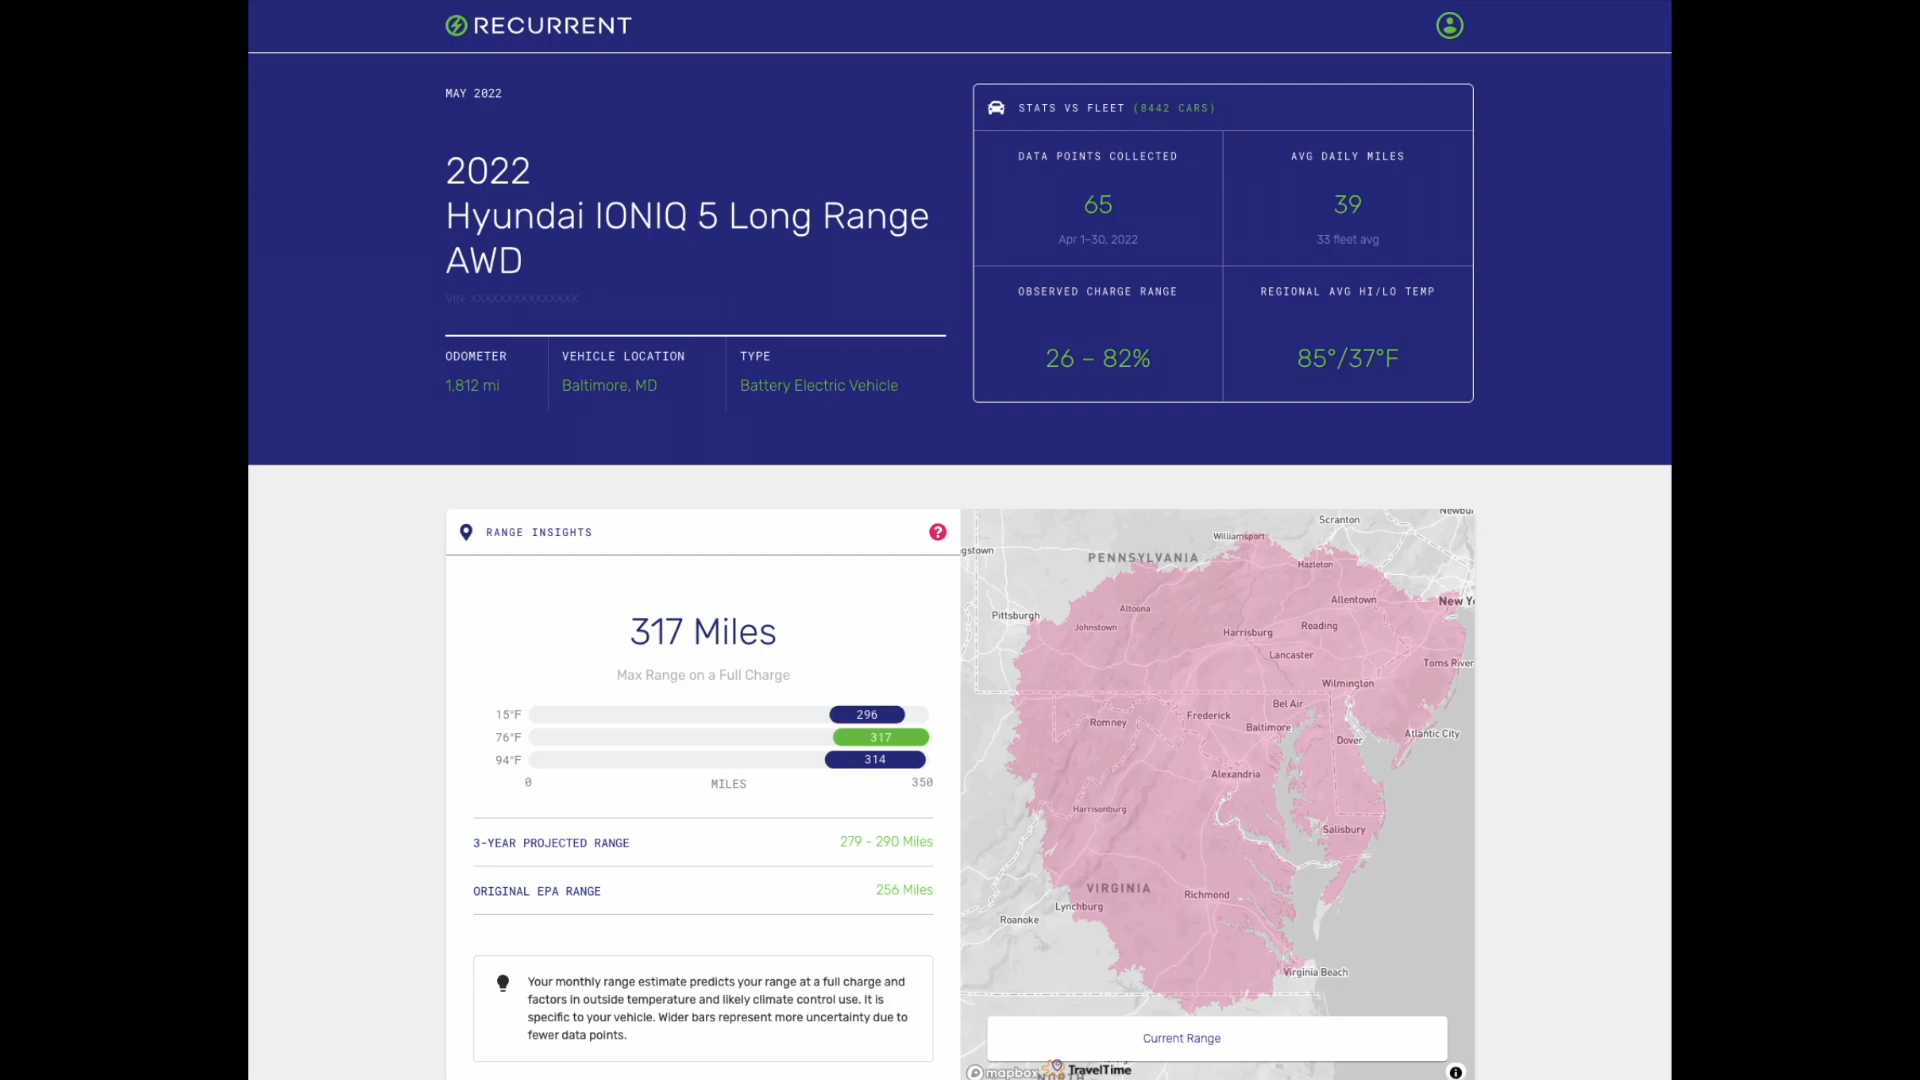 RECURRENT
MAY 2022
2022
Hyundai IONIQ 5 Long Range
AWD
VIN: XXXXXXXXXXXXXXX
ODOMETER
1,812 mi
VEHICLE LOCATION
Baltimore, MD
TYPE
Battery Electric Vehicle
STATS VS FLEET (8442 CARS)
DATA POINTS COLLECTED
65
Apr 1-30, 2022
AVG DAILY MILES
39
33 fleet avg
OBSERVED CHARGE RANGE
26 – 82%
REGIONAL AVG HI/LO TEMP
85°/37°F
RANGE INSIGHTS
?
317 Miles
Max Range on a Full Charge
15°F 296
76°F 317
94°F 314
0 MILES 350
3-YEAR PROJECTED RANGE 279 - 290 Miles
ORIGINAL EPA RANGE 256 Miles
Your monthly range estimate predicts your range at a full charge and
factors in outside temperature and likely climate control use. It is
specific to your vehicle. Wider bars represent more uncertainty due to
fewer data points.
Scranton
Williamsport
gstown
PENNSYLVANIA
Hazleton
Allentown
New Y
Altoona
Pittsburgh
Johnstown
Reading
Harrisburg
Lancaster
Toms River
Wilmington
Bel Air
Frederick
Romney
Baltimore
Atlantic City
Dover
Alexandria
Harrisonburg
Salisbury
VIRGINIA
Richmond
Lynchburg
Roanoke
Virginia Beach
Current Range
mapbox
TravelTime
NORTH